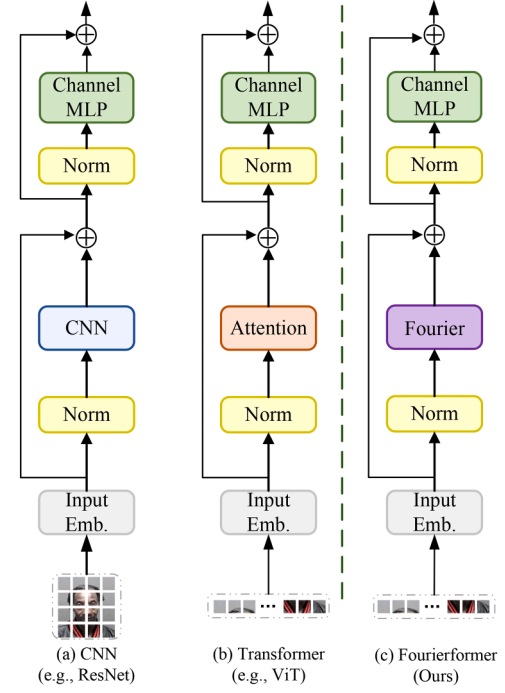 Channel
MLP
Norm
CNN
Norm
Input
Emb.
(a) CNN
(e.g., ResNet)
Channel
MLP
Norm
Attention
Norm
Input
Emb.
(b) Transformer
(e.g., ViT)
Channel
MLP
Norm
Fourier
Norm
Input
Emb.
(c) Fourierformer
(Ours)